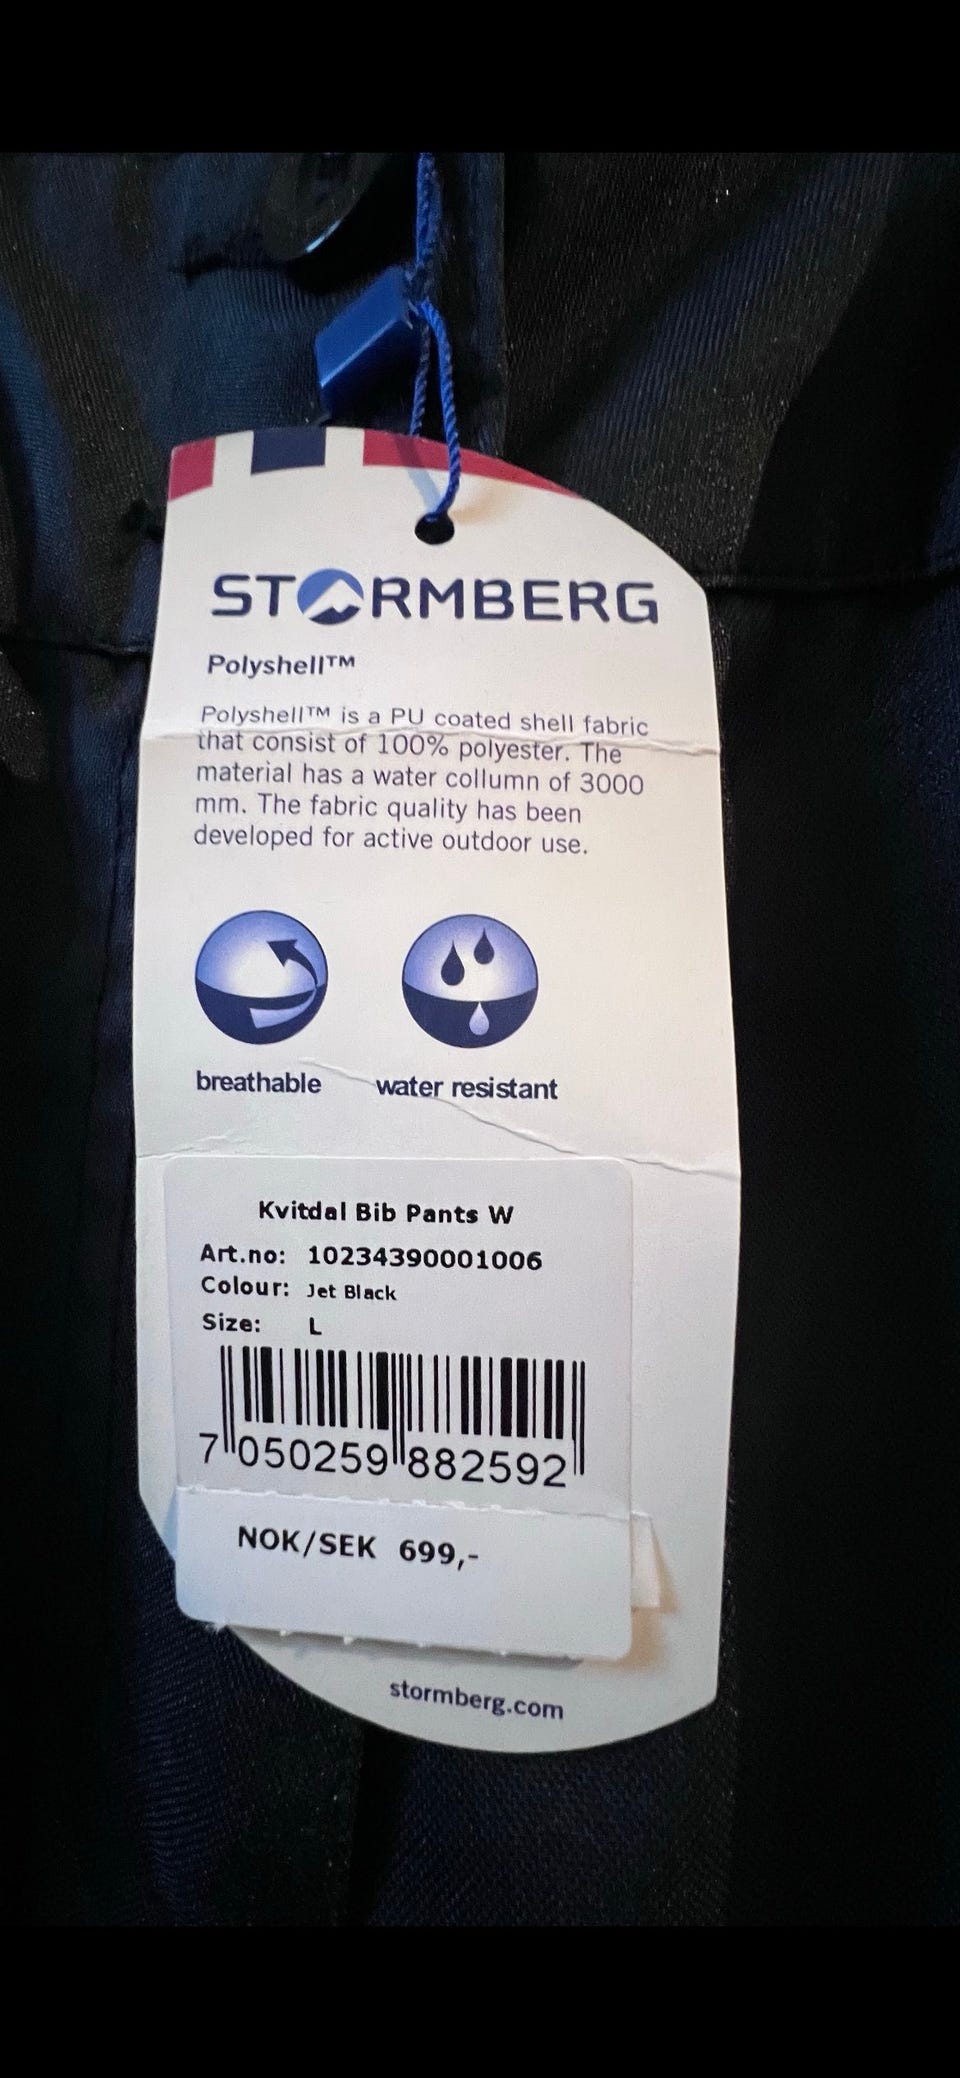 STORMBERG
Polyshell™
Polyshell™ is a PU coated shell fabric
that consist of 100% polyester. The
material has a water collumn of 3000
mm. The fabric quality has been
developed for active outdoor use.
breathable water resistant
Kvitdal Bib Pants W
Art.no: 10234390001006
Colour: Jet Black
Size: L
7 050259 882592
NOK/SEK 699,-
stormberg.com